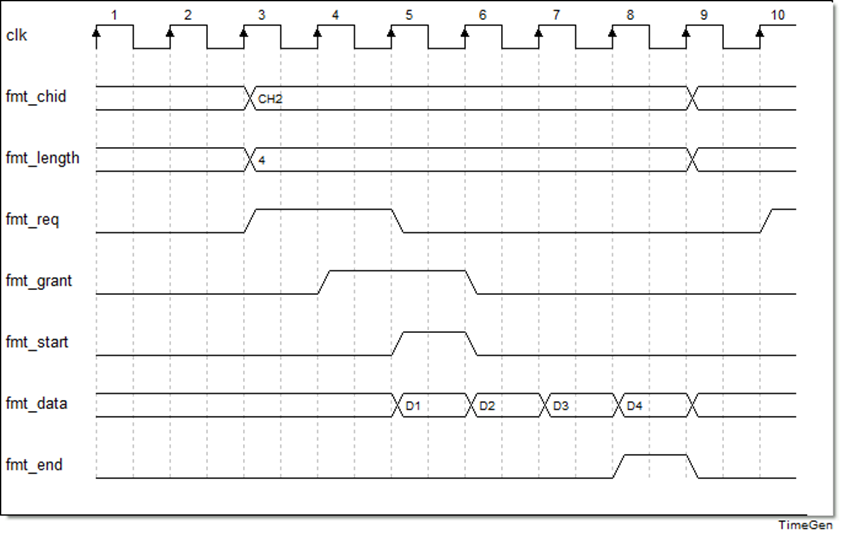 1 2 3 4 5 6 7 8 9 10
clk
fmt_chid CH2
fmt_length 4
fmt_req
fmt_grant
fmt_start
fmt_data D1 D2 D3 D4
fmt_end
TimeGen